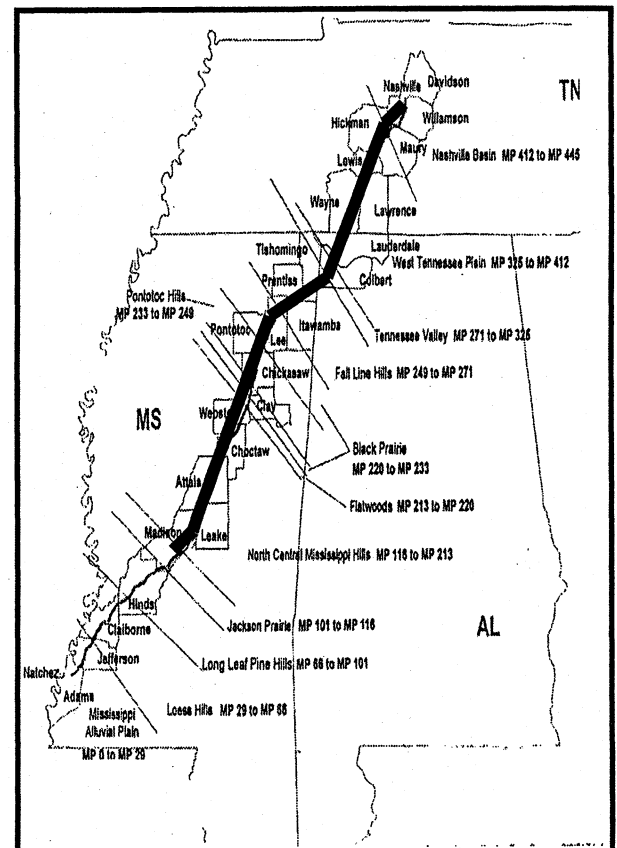 Davidson
Nashville
TN
Hickman
Willamson
Maury
Nashville Basin MP 412 to MP 445
Lewis
Wayne
Lawrence
Tishomingo
Lauderdale
West Tennessee Plain MP 325 to MP 412
Prentiss
Colbert
Pontotoc Hills
MP 233 to MP 249
Pontotoc
Itawamba
Tennessee Valley MP 271 to MP 325
Lee
Chickasaw
Fall Line Hills MP 249 to MP 271
Webster
Clay
MS
Choctaw
Black Prairie
MP 220 to MP 233
Attala
Flatwoods MP 213 to MP 220
Madison
Leake
North Central Mississippi Hills MP 116 to MP 213
Hinds
Jackson Prairie MP 101 to MP 116
AL
Claiborne
Jefferson
Long Leaf Pine Hills MP 66 to MP 101
Natchez
Adams
Loess Hills MP 29 to MP 66
Mississippi
Alluvial Plain
MP 0 to MP 29